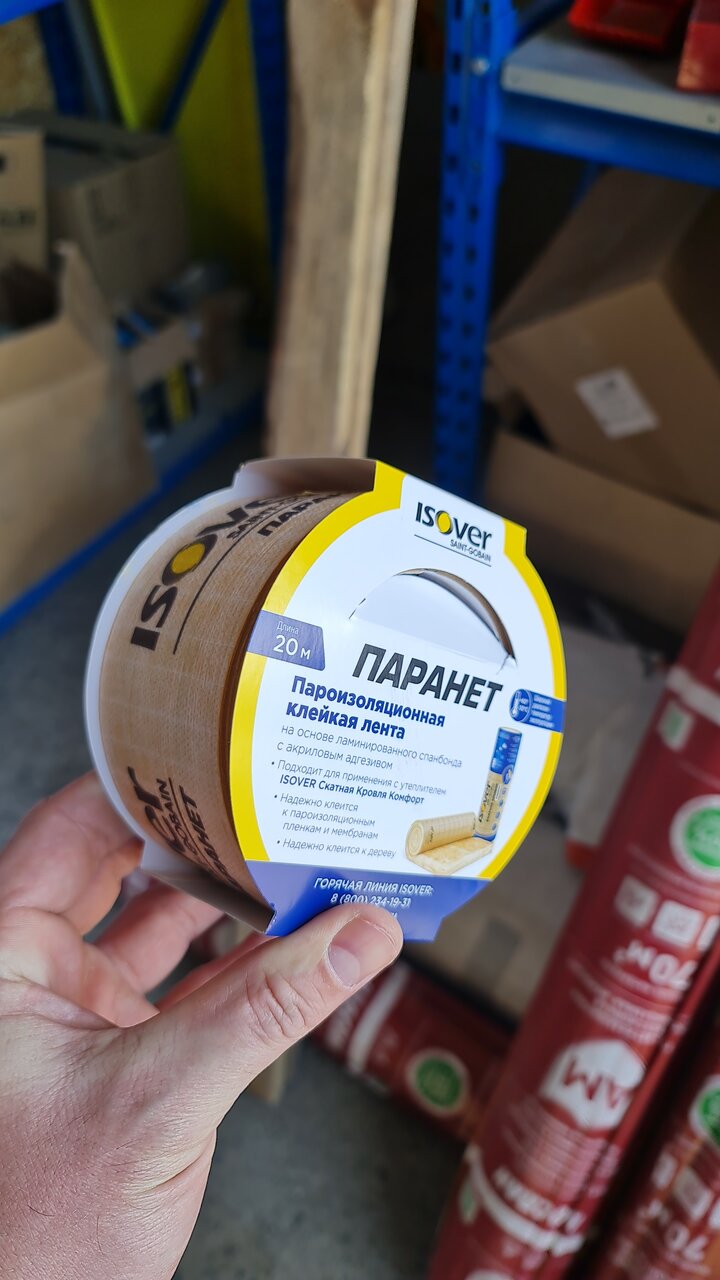 ISOVER
SAINT-GOBAIN
Длина
20 м
ПАРАНЕТ
Пароизоляционная
клейкая лента
на основе ламинированного спанбонда
с акриловым адгезивом
• Подходит для применения с утеплителем
ISOVER Скатная Кровля Комфорт
• Надежно клеится
к пароизоляционным
пленкам и мембранам
• Надежно клеится к дереву
ГОРЯЧАЯ ЛИНИЯ ISOVER:
8 (800) 234-19-31
ISOVER
70м²
70м²